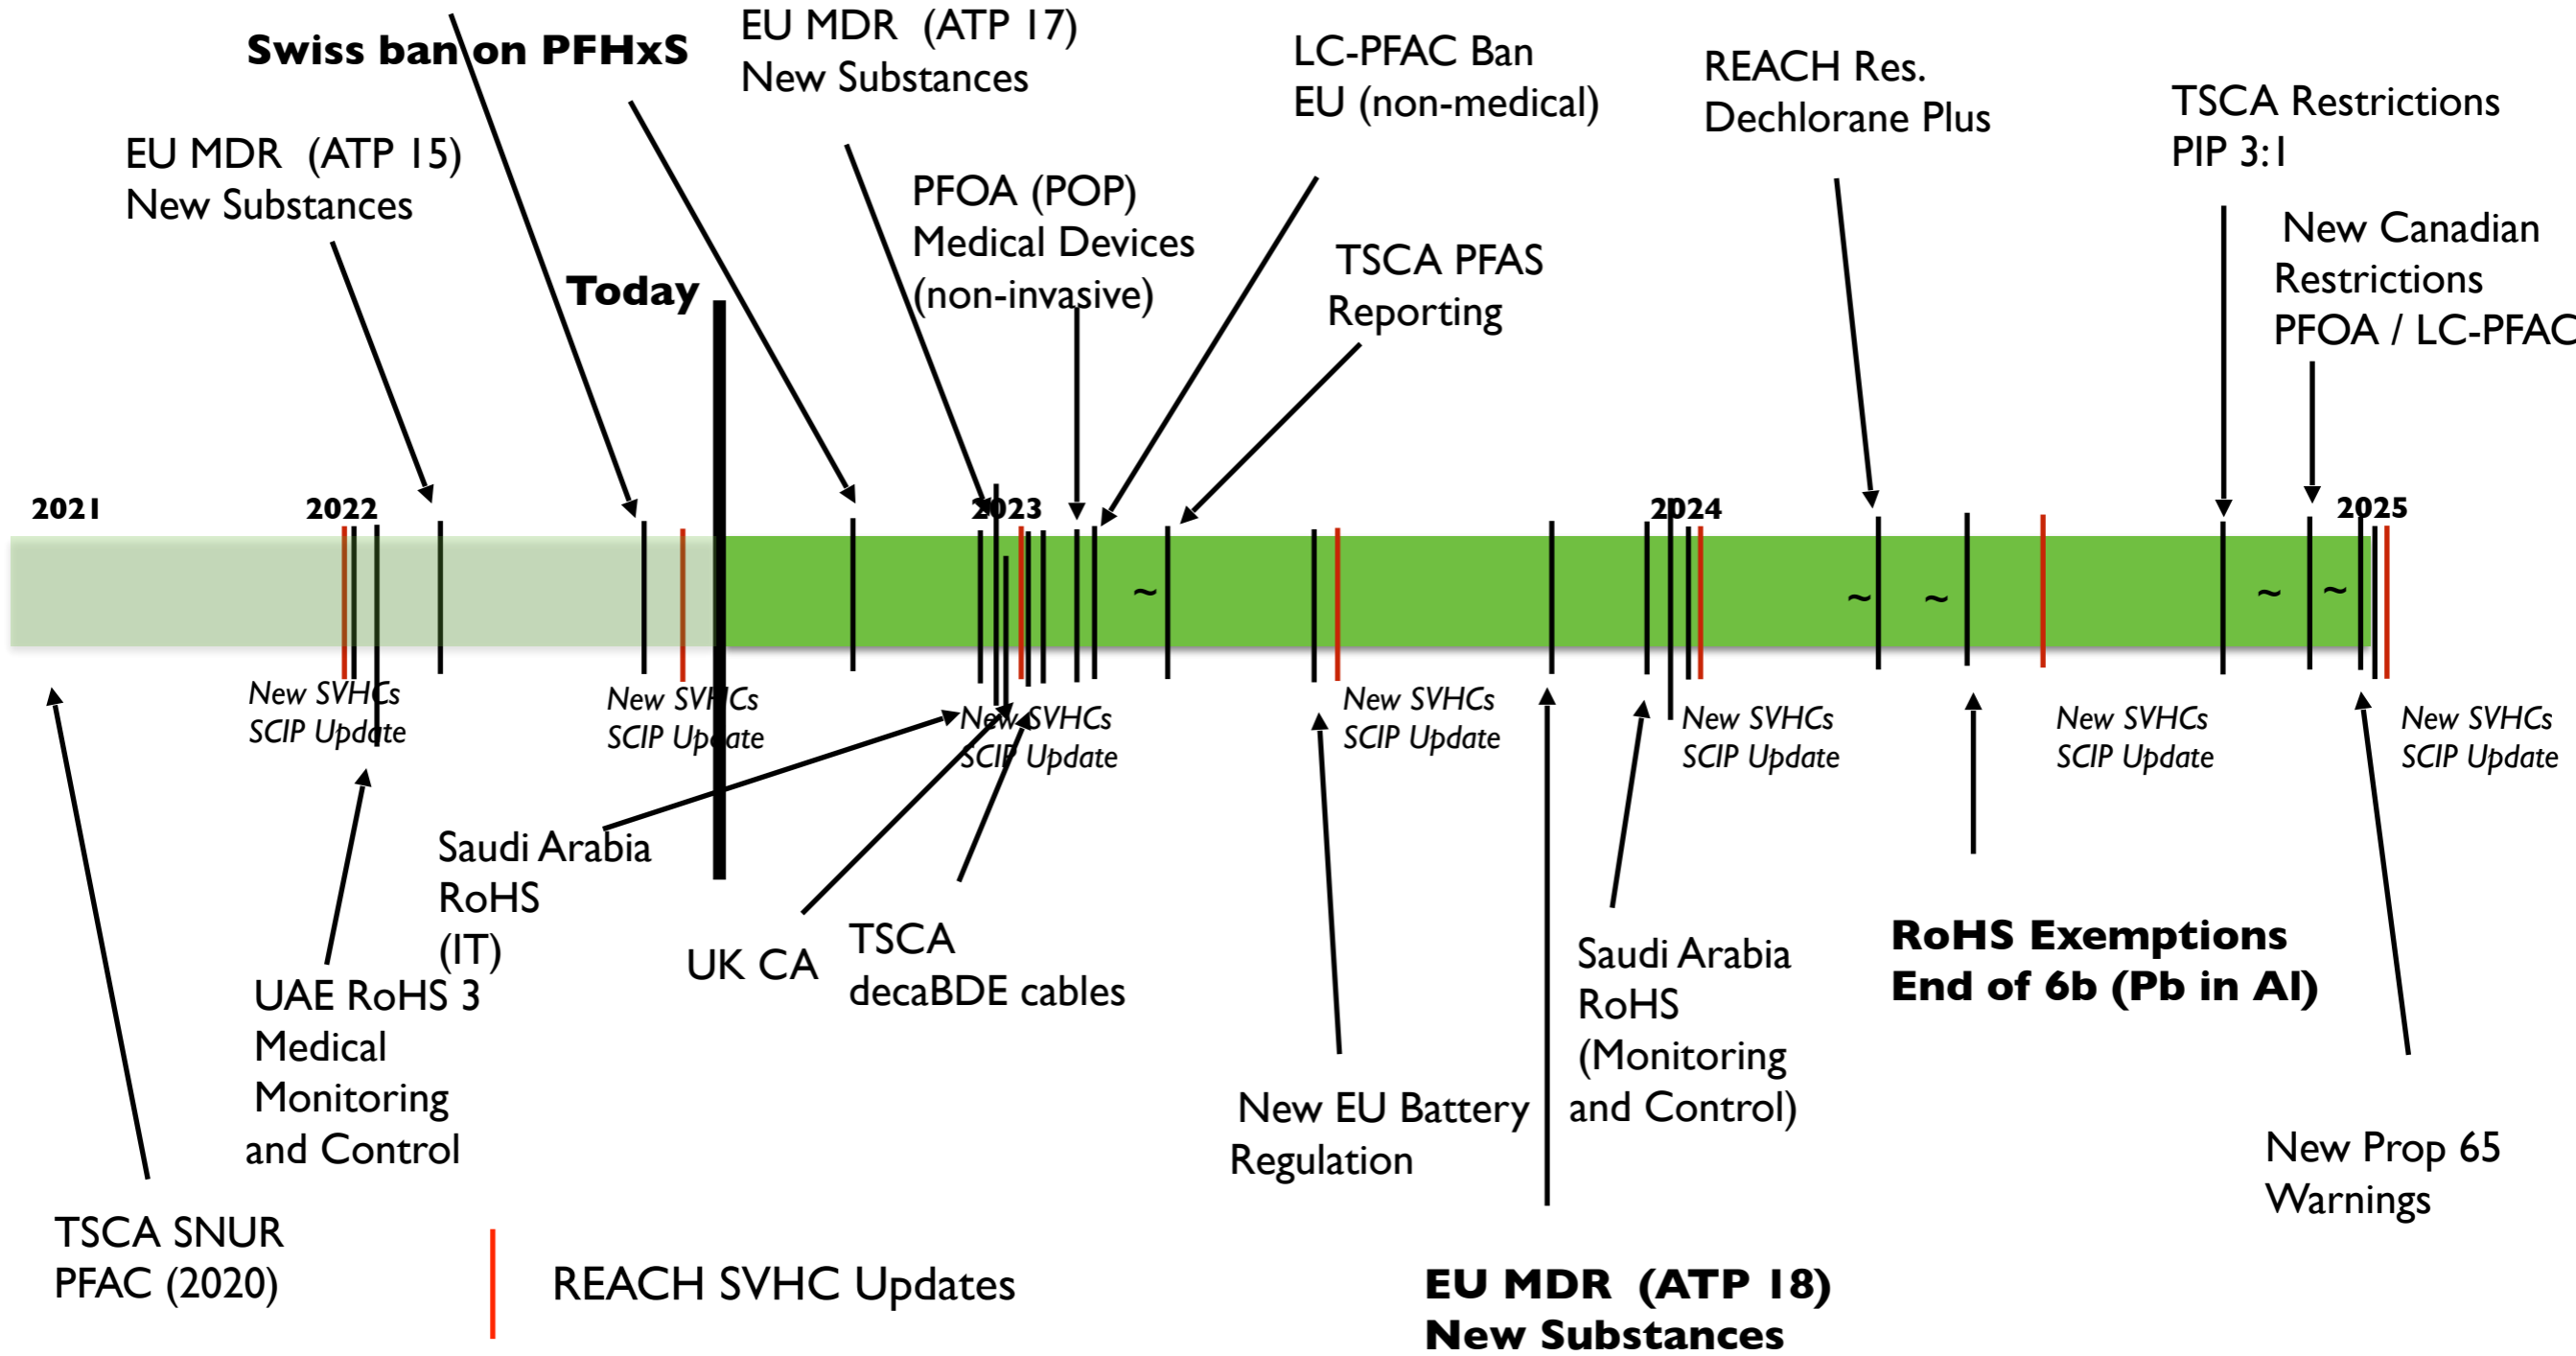 Swiss ban on PFHxS
EU MDR (ATP 17)
New Substances
LC-PFAC Ban
EU (non-medical)
REACH Res.
Dechlorane Plus
TSCA Restrictions
PIP 3:1
EU MDR (ATP 15)
New Substances
PFOA (POP)
Medical Devices
(non-invasive)
TSCA PFAS
Reporting
New Canadian
Restrictions
PFOA / LC-PFAC
Today
2021
2022
2023
2024
2025
~
~
~
~
~
New SVHCs
SCIP Update
New SVHCs
SCIP Update
New SVHCs
SCIP Update
New SVHCs
SCIP Update
New SVHCs
SCIP Update
New SVHCs
SCIP Update
New SVHCs
SCIP Update
Saudi Arabia
RoHS
(IT)
UK CA
TSCA
decaBDE cables
UAE RoHS 3
Medical
Monitoring
and Control
Saudi Arabia
RoHS
(Monitoring
and Control)
RoHS Exemptions
End of 6b (Pb in Al)
New EU Battery
Regulation
New Prop 65
Warnings
TSCA SNUR
PFAC (2020)
REACH SVHC Updates
EU MDR (ATP 18)
New Substances